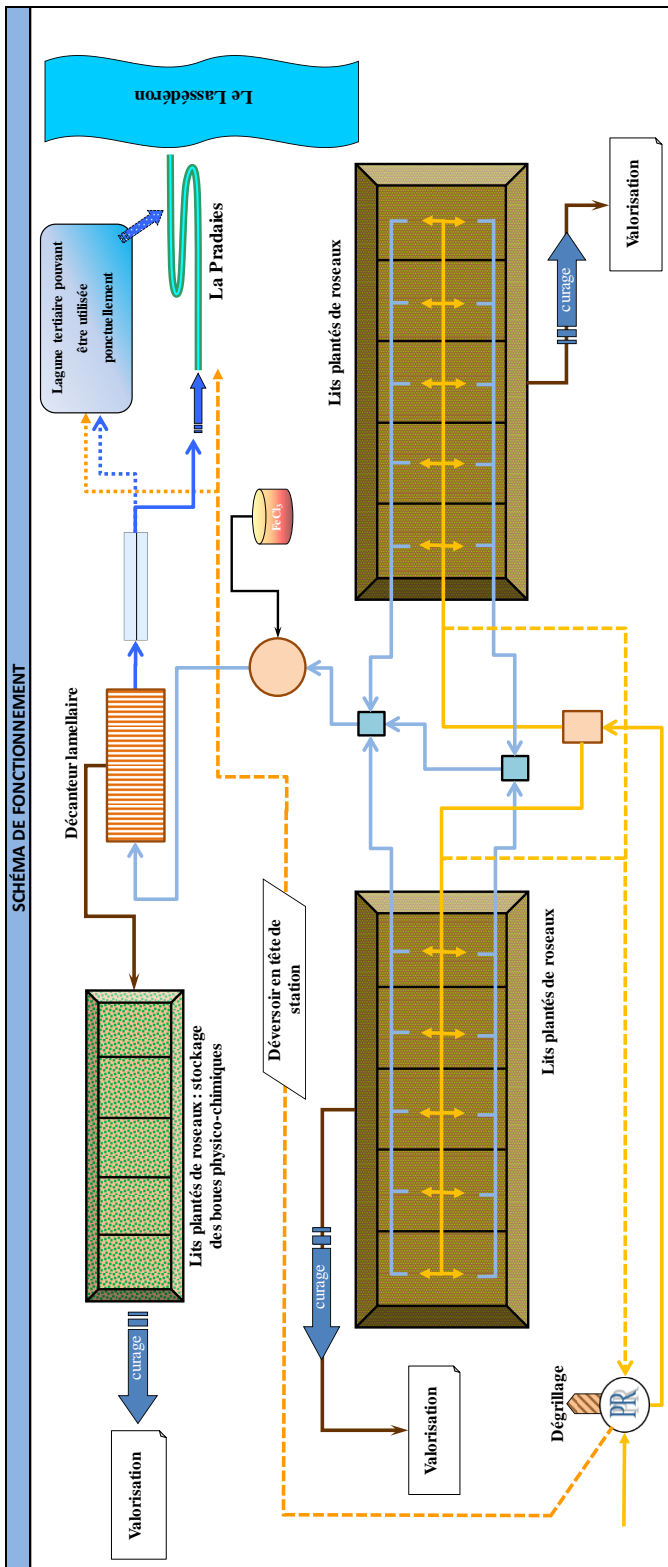 SCHÉMA DE FONCTIONNEMENT
Valorisation
curage
Lits plantés de roseaux : stockage
des boues physico-chimiques
Décanteur lamellaire
Lagune tertiaire pouvant
être utilisée
ponctuellement
Le Lassédéron
La Pradaies
FeCl3
Déversoir en tête de
station
curage
Valorisation
Lits plantés de roseaux
Lits plantés de roseaux
curage
Valorisation
Dégrillage
PR